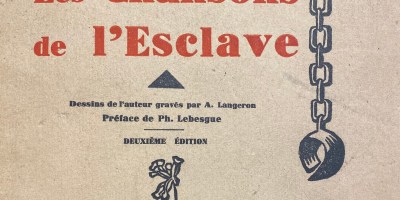 Les Chansons
de l'Esclave
Dessins de l'auteur gravés par A. Langeron
Préface de Ph. Lebesgue
DEUXIÈME ÉDITION